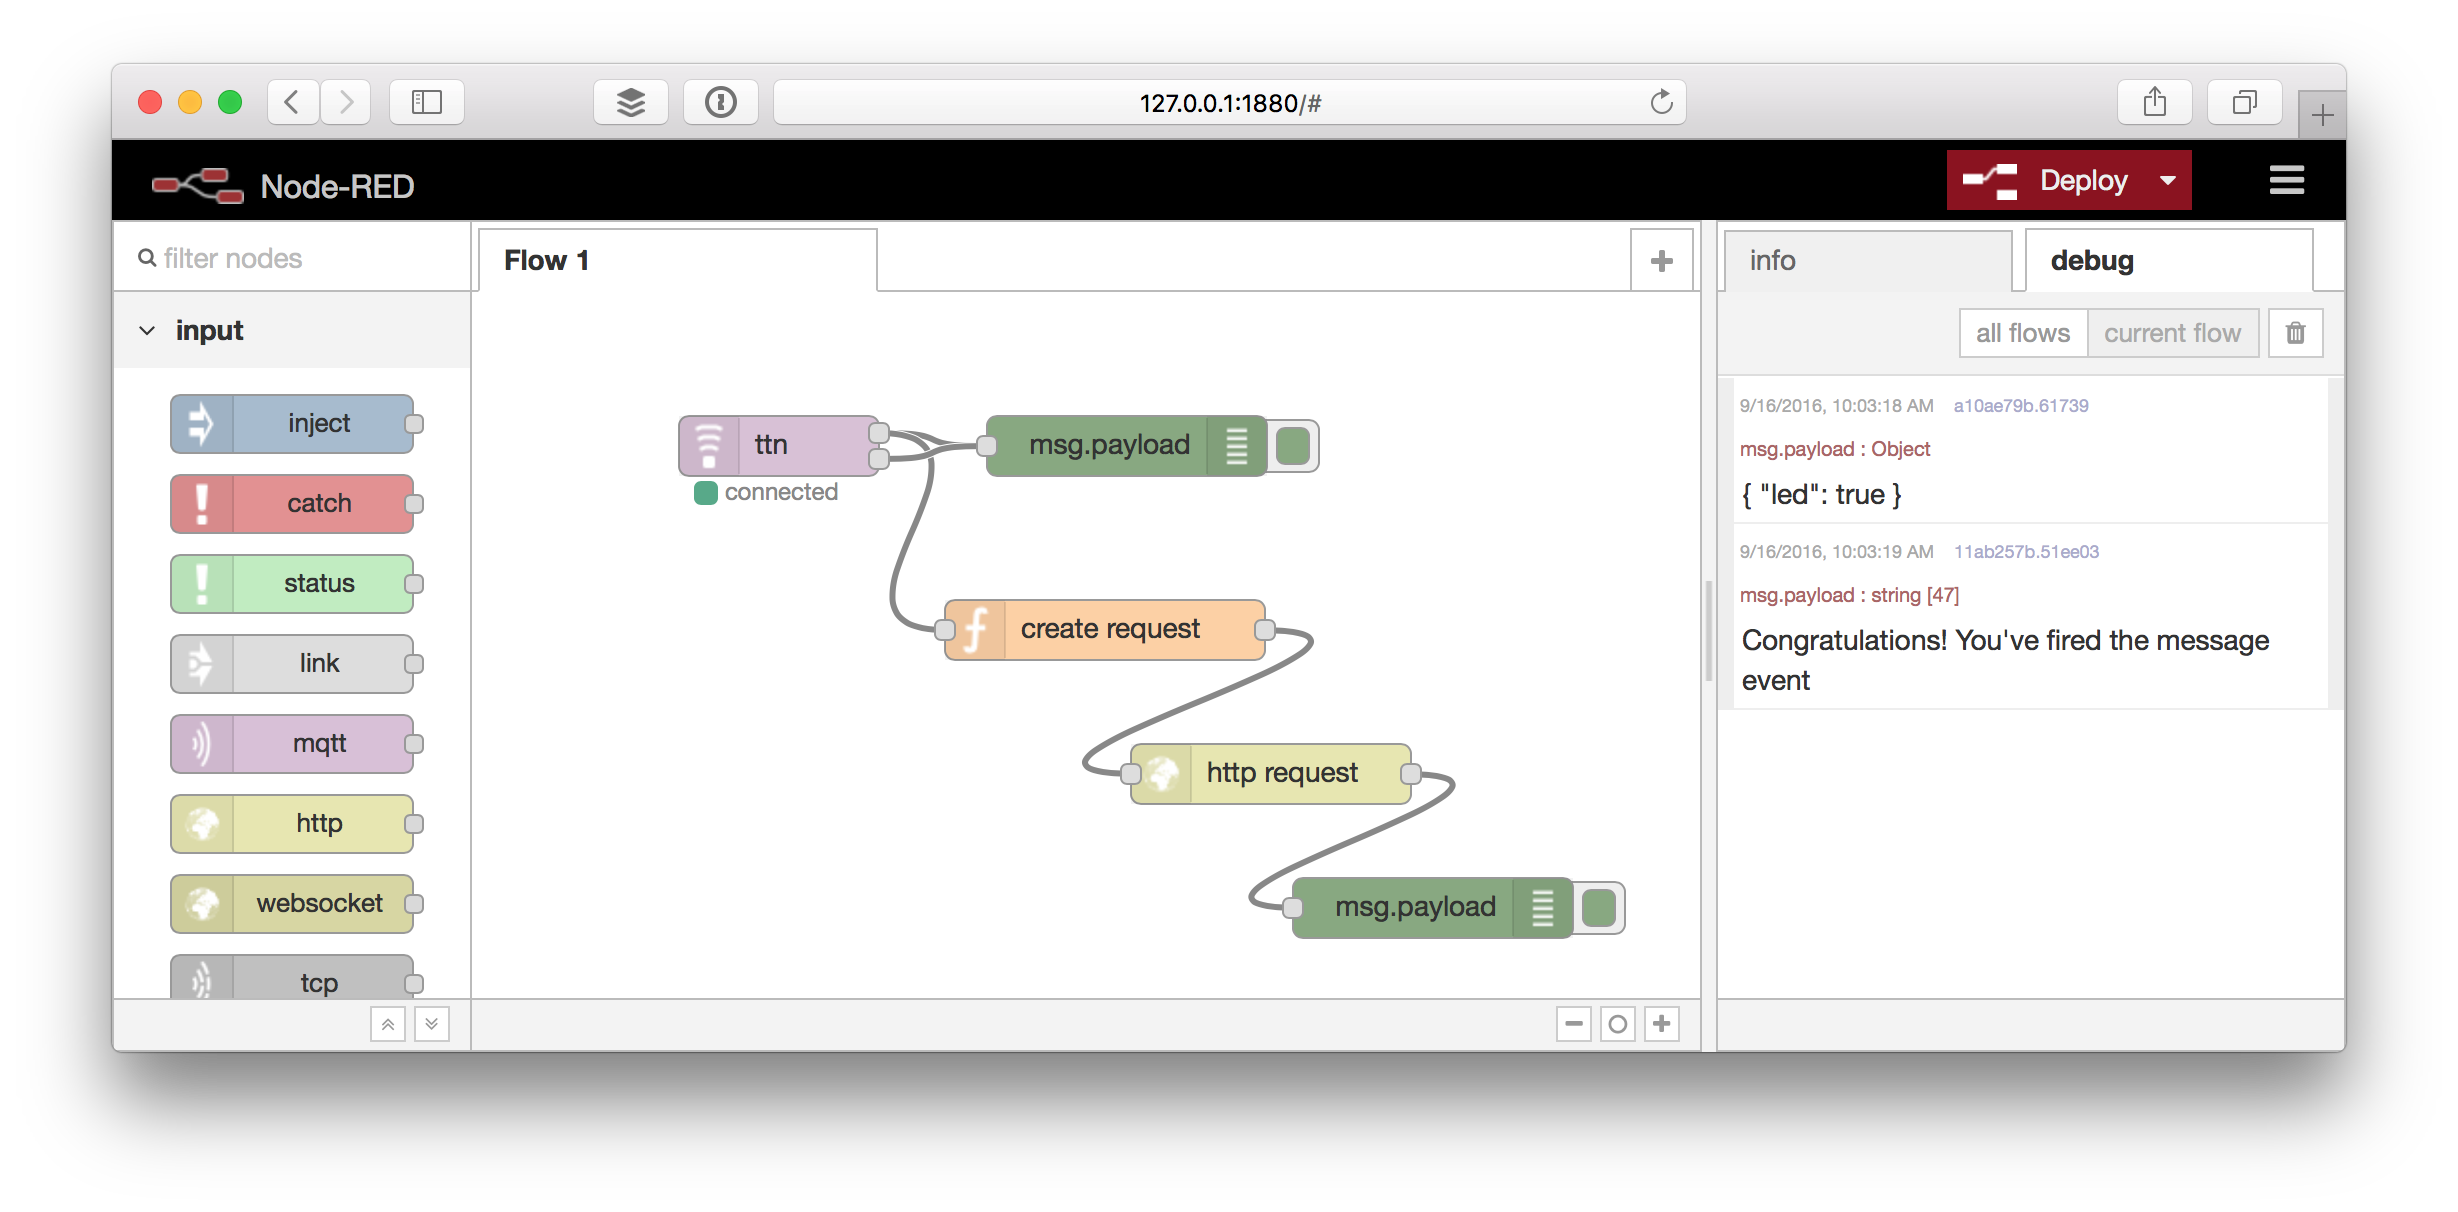 127.0.0.1:1880/#
Node-RED
Deploy
filter nodes
Flow 1
info
debug
input
all flows
current flow
inject
catch
status
link
mqtt
http
websocket
tcp
ttn
connected
msg.payload
create request
http request
msg.payload
9/16/2016, 10:03:18 AM a10ae79b.61739
msg.payload : Object
{ "led": true }
9/16/2016, 10:03:19 AM 11ab257b.51ee03
msg.payload : string [47]
Congratulations! You've fired the message
event